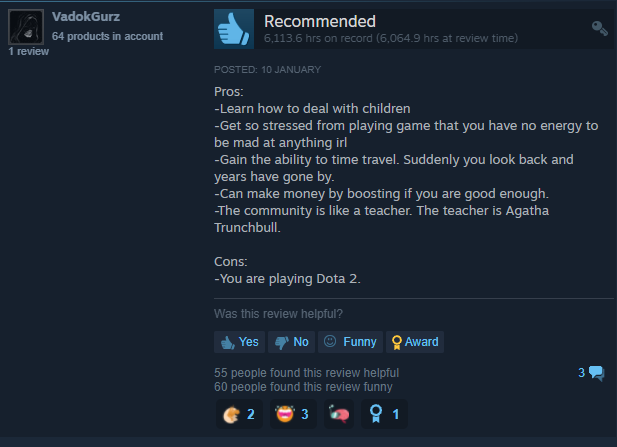 VadokGurz
64 products in account
1 review
Recommended
6,113.6 hrs on record (6,064.9 hrs at review time)
POSTED: 10 JANUARY
Pros:
-Learn how to deal with children
-Get so stressed from playing game that you have no energy to
be mad at anything irl
-Gain the ability to time travel. Suddenly you look back and
years have gone by.
-Can make money by boosting if you are good enough.
-The community is like a teacher. The teacher is Agatha
Trunchbull.
Cons:
-You are playing Dota 2.
Was this review helpful?
Yes No Funny Award
55 people found this review helpful 3
60 people found this review funny
2 3 1